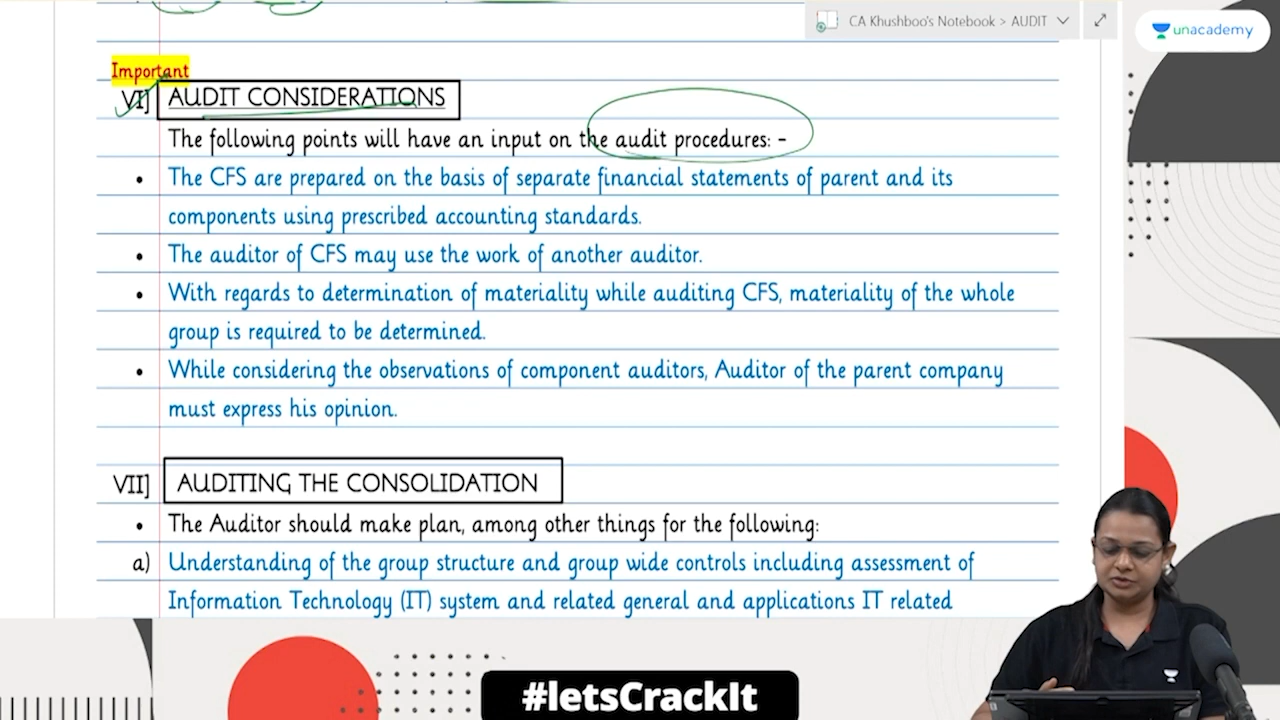 CA Khushboo's Notebook > AUDIT
unacademy
Important
VI] AUDIT CONSIDERATIONS
The following points will have an input on the audit procedures: -
• The CFS are prepared on the basis of separate financial statements of parent and its
components using prescribed accounting standards.
• The auditor of CFS may use the work of another auditor.
• With regards to determination of materiality while auditing CFS, materiality of the whole
group is required to be determined.
• While considering the observations of component auditors, Auditor of the parent company
must express his opinion.
VII] AUDITING THE CONSOLIDATION
• The Auditor should make plan, among other things for the following:
a) Understanding of the group structure and group wide controls including assessment of
Information Technology (IT) system and related general and applications IT related
#letsCrackIt